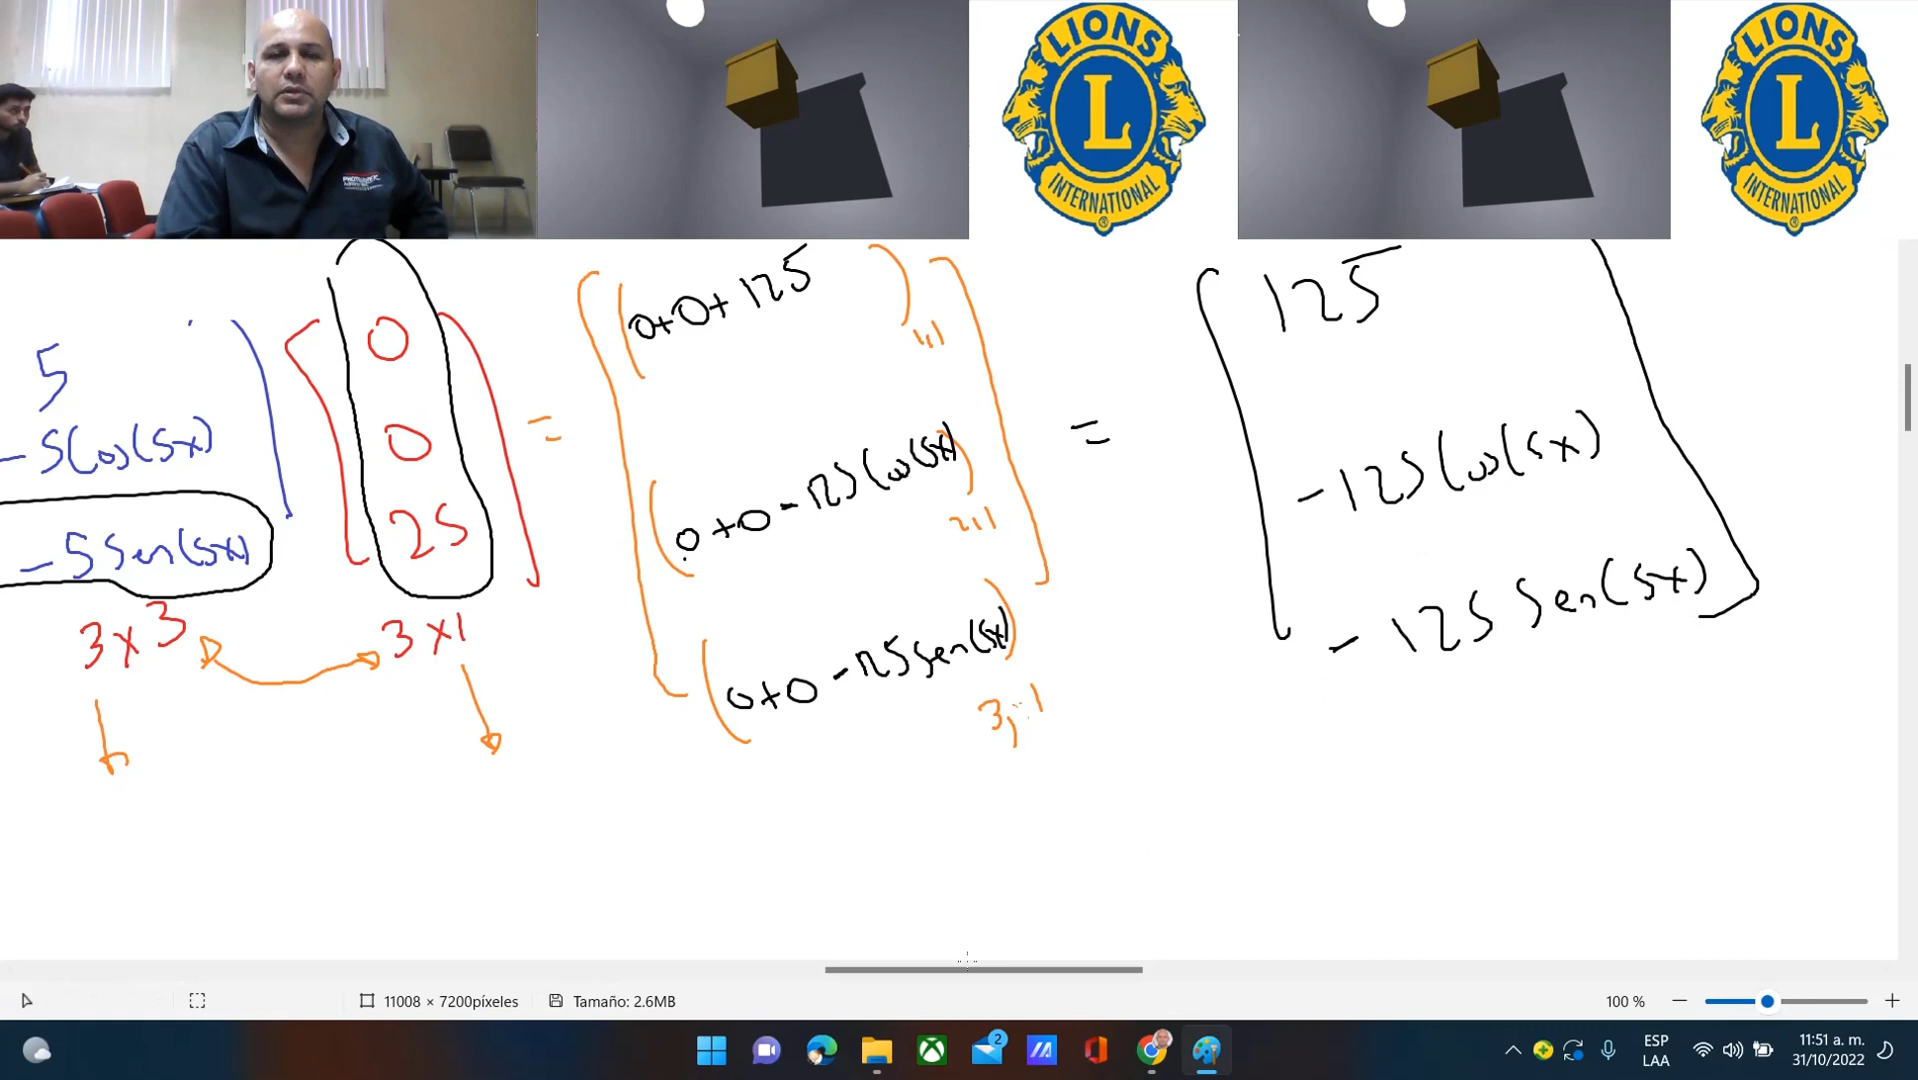 LIONS
L
INTERNATIONAL
®
LIONS
L
INTERNATIONAL
®
5
-5Cos(5x)
-5Sen(5x)
3x3
0
0
25
3x1
=
0+0+125
1,1
(0+0-125Cos(5x))
2,1
(0+0-125Sen(5x))
3,1
=
125
-125Cos(5x)
-125Sen(5x)
11008 × 7200píxeles
Tamaño: 2.6MB
100 %
2
ESP
LAA
11:51 a. m.
31/10/2022